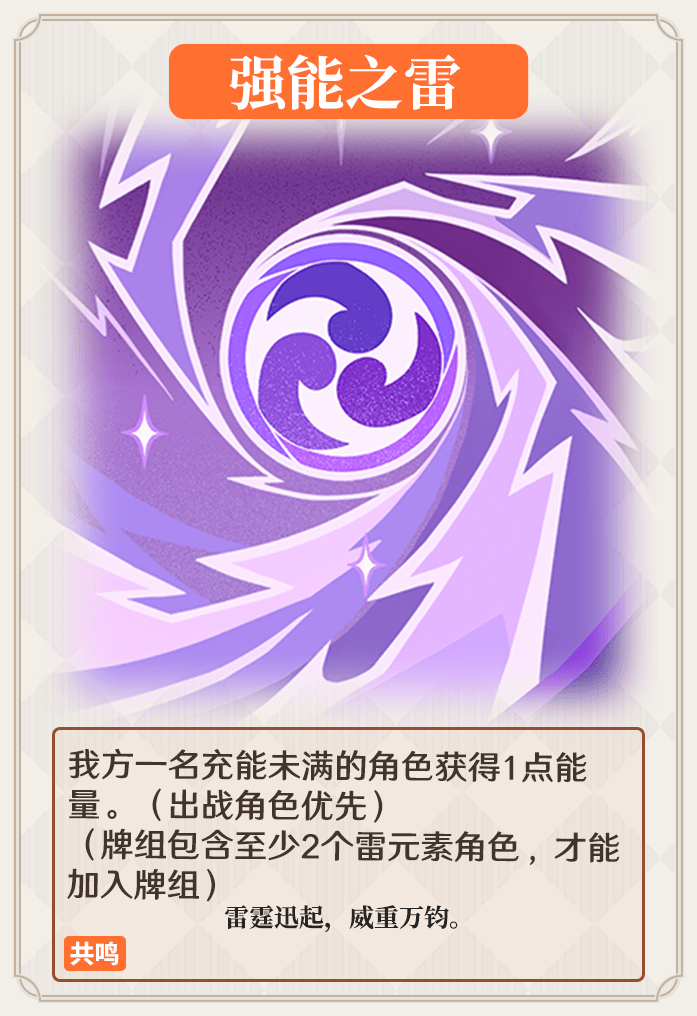 强能之雷
我方一名充能未满的角色获得1点能
量。（出战角色优先）
（牌组包含至少2个雷元素角色，才能
加入牌组）
雷霆迅起，威重万钧。
共鸣